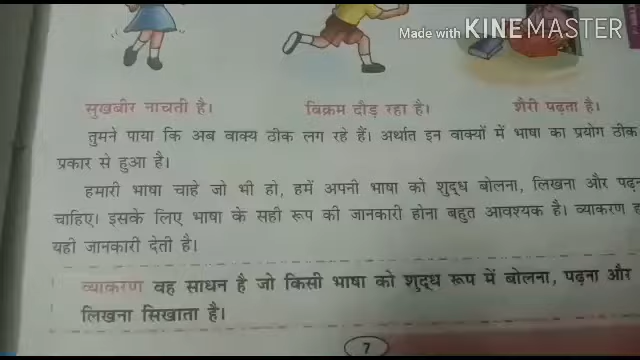 Made with KINEMASTER
सुखबीर नाचती है। बिक्रम दौड़ रहा है। शैरी पढ़ता है।
तुमने पाया कि अब वाक्य ठीक लग रहे हैं। अर्थात इन वाक्यों में भाषा का प्रयोग ठीक
प्रकार से हुआ है।
हमारी भाषा चाहे जो भी हो, हमें अपनी भाषा को शुद्ध बोलना, लिखना और
चाहिए। इसके लिए भाषा के सही रूप की जानकारी होना बहुत आवश्यक है। व्याकरण
यही जानकारी देती है।
व्याकरण वह साधन है जो किसी भाषा को शुद्ध रूप में बोलना, पढ़ना और
लिखना सिखाता है।
7